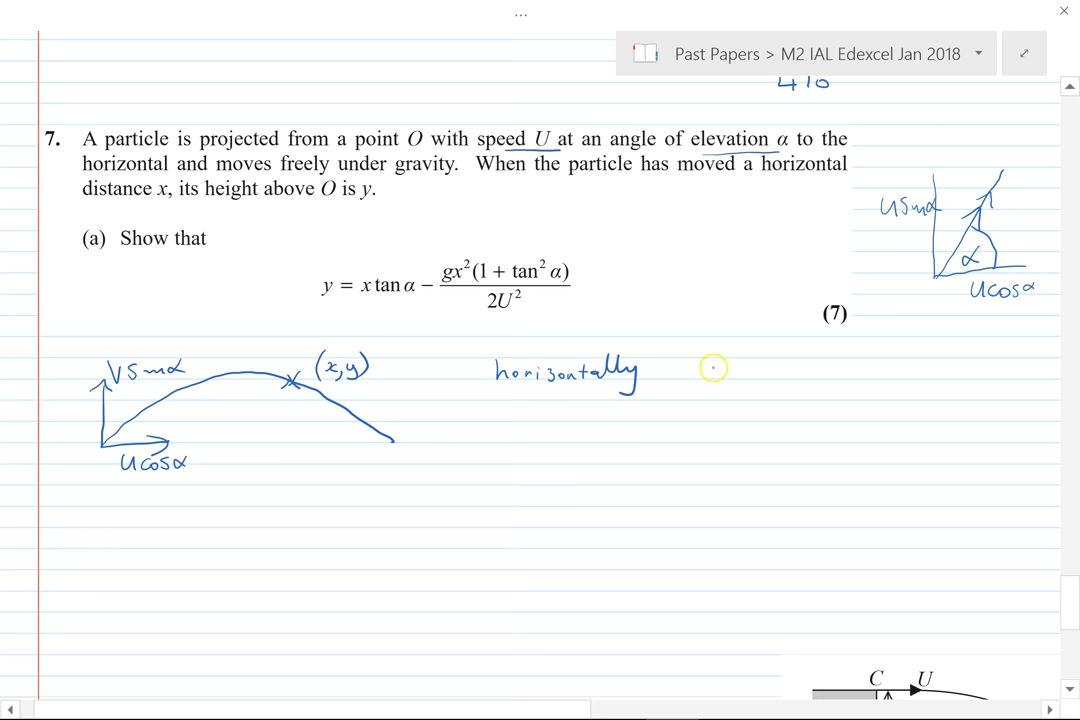 ...
Past Papers > M2 IAL Edexcel Jan 2018
410
7. A particle is projected from a point O with speed U at an angle of elevation α to the
horizontal and moves freely under gravity. When the particle has moved a horizontal
distance x, its height above O is y.
(a) Show that
y = x tan α − gx²(1 + tan² α) / 2U²
(7)
usinα
α
ucosα
Vsinα
(x,y)
ucosα
horizontally
C U